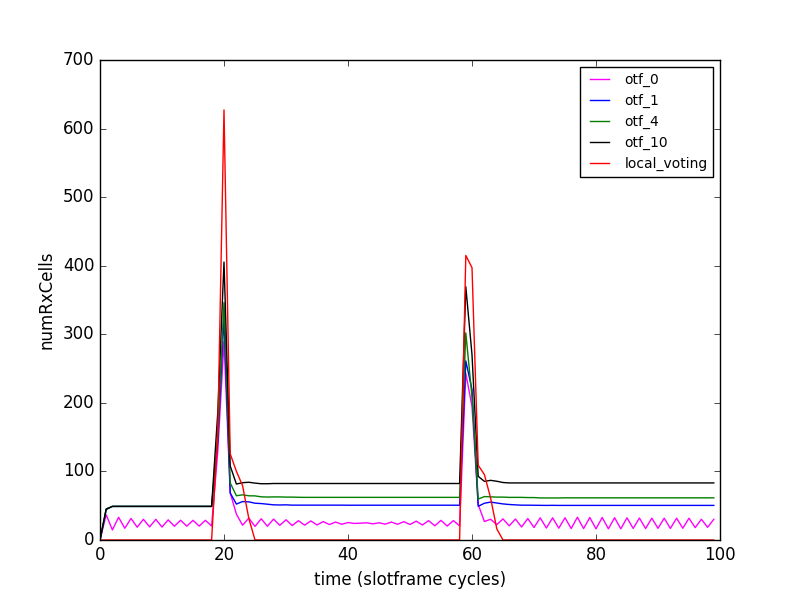 700
600
500
400
300
200
100
0
numRxCells
otf_0
otf_1
otf_4
otf_10
local_voting
0 20 40 60 80 100
time (slotframe cycles)